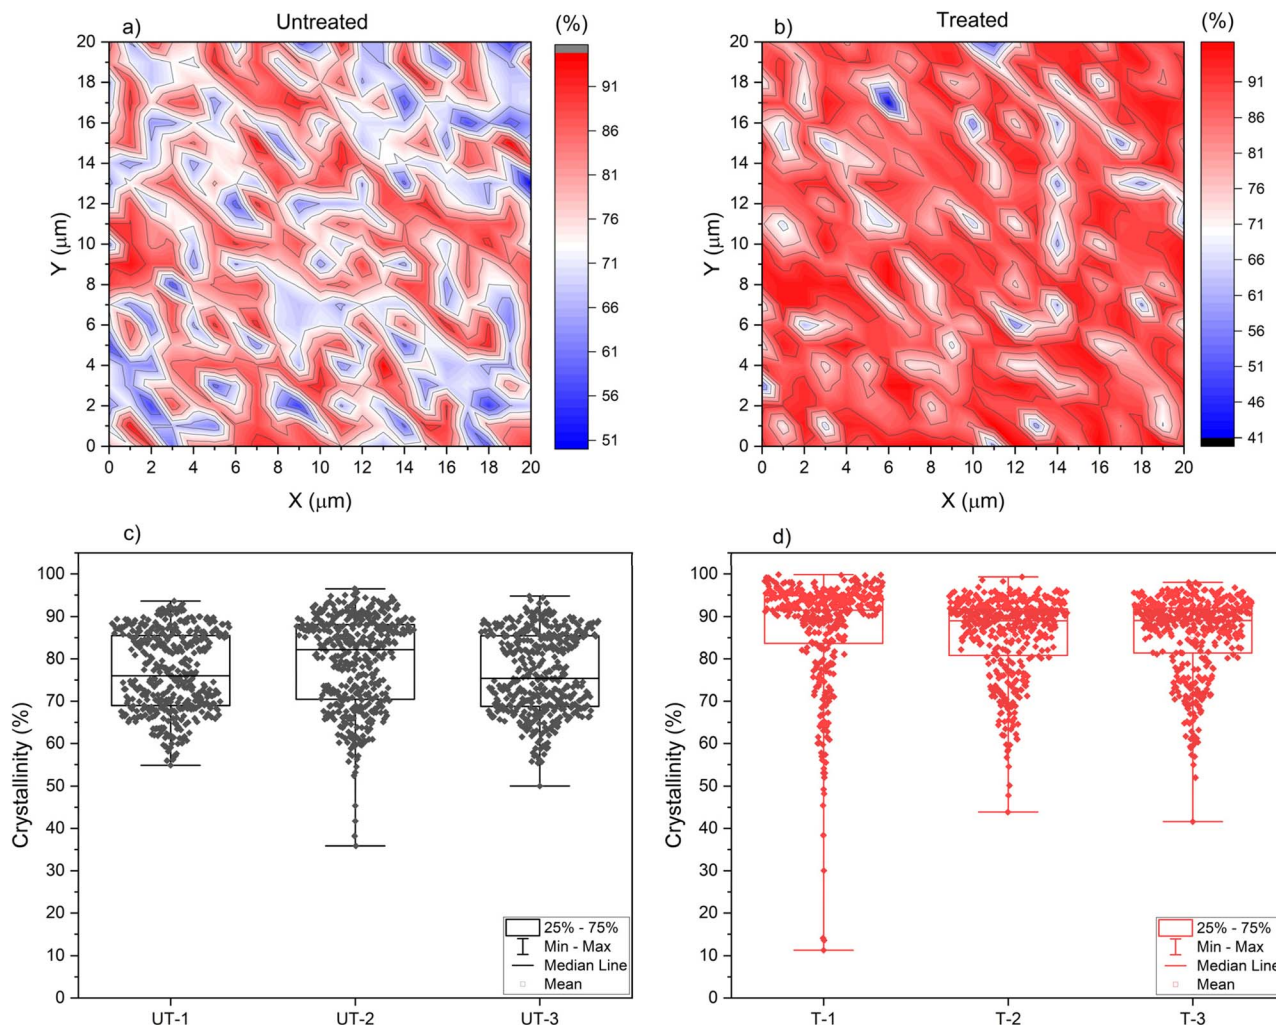 a)
Untreated
(%)
20
18
16
14
12
10
8
6
4
2
0
Y (μm)
0 2 4 6 8 10 12 14 16 18 20
X (μm)
91
86
81
76
71
66
61
56
51
b)
Treated
(%)
20
18
16
14
12
10
8
6
4
2
0
Y (μm)
0 2 4 6 8 10 12 14 16 18 20
X (μm)
91
86
81
76
71
66
61
56
51
46
41
c)
100
90
80
70
60
50
40
30
20
10
0
Crystallinity (%)
UT-1 UT-2 UT-3
25% - 75%
Min - Max
Median Line
Mean
d)
100
90
80
70
60
50
40
30
20
10
0
Crystallinity (%)
T-1 T-2 T-3
25% - 75%
Min - Max
Median Line
Mean